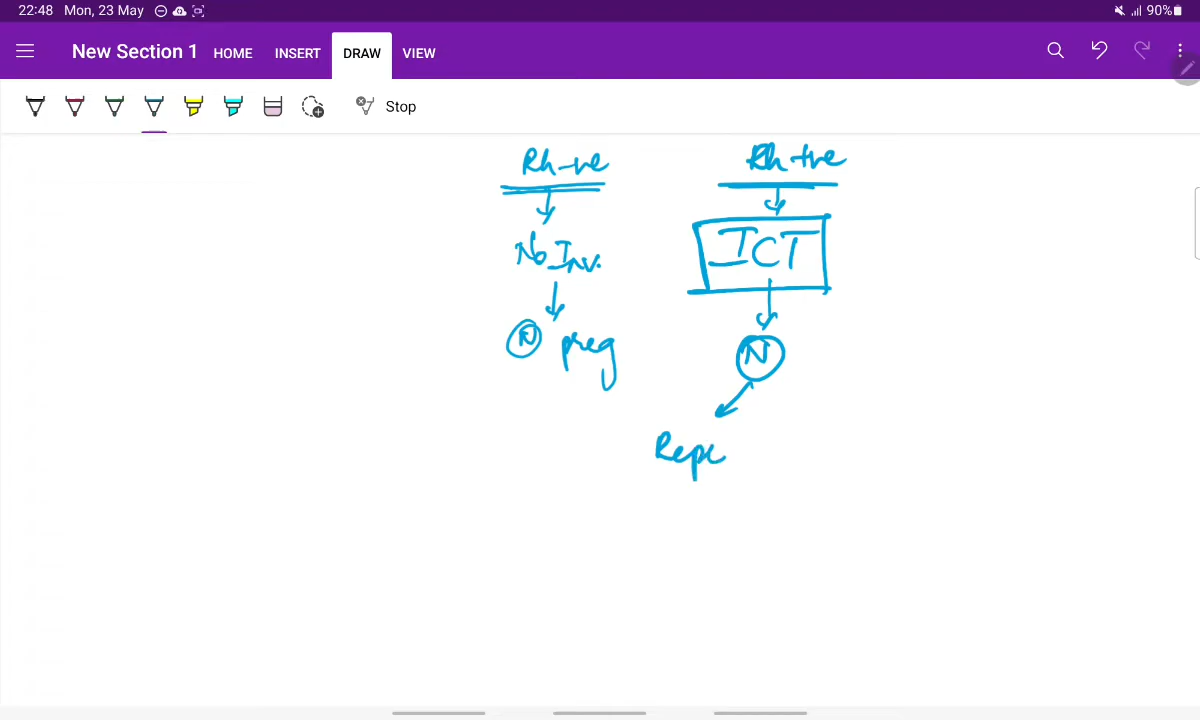 22:48 Mon, 23 May 90%
New Section 1 HOME INSERT DRAW VIEW
Stop
Rh-ve Rh+ve
No Inv. ICT
N preg N
Repe